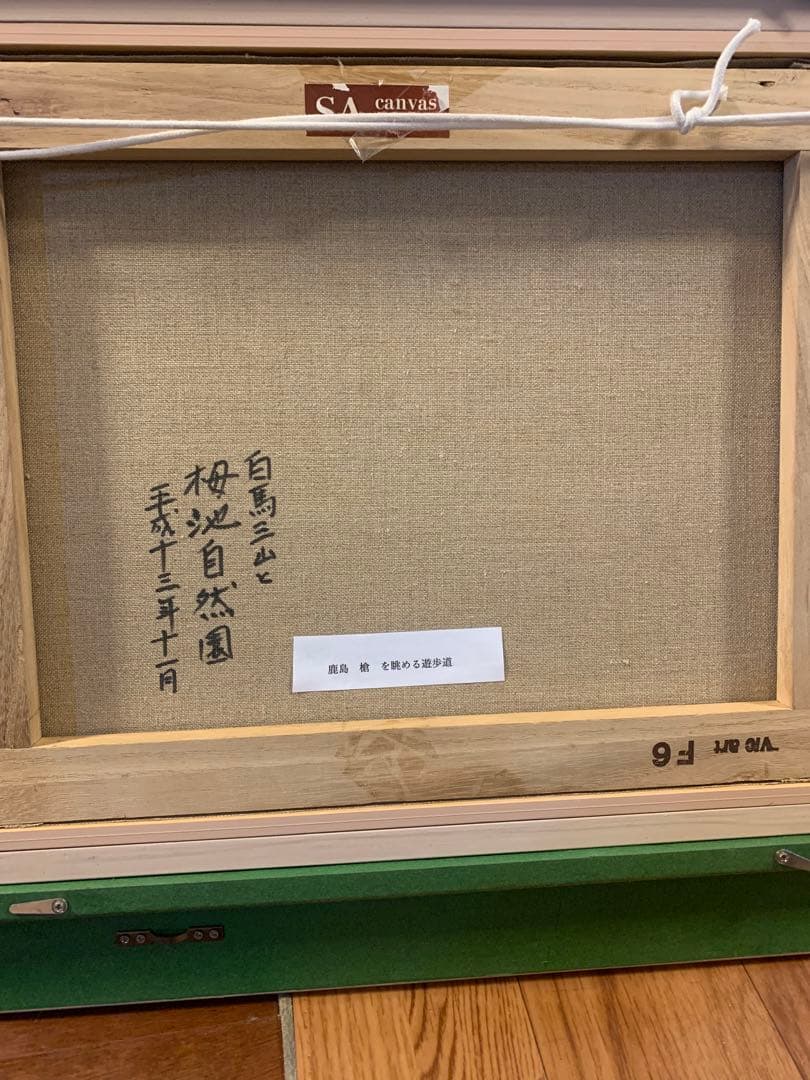 SA canvas
白馬三山と
栂池自然園
平成十三年十一月
鹿島　槍　を眺める遊歩道
F6